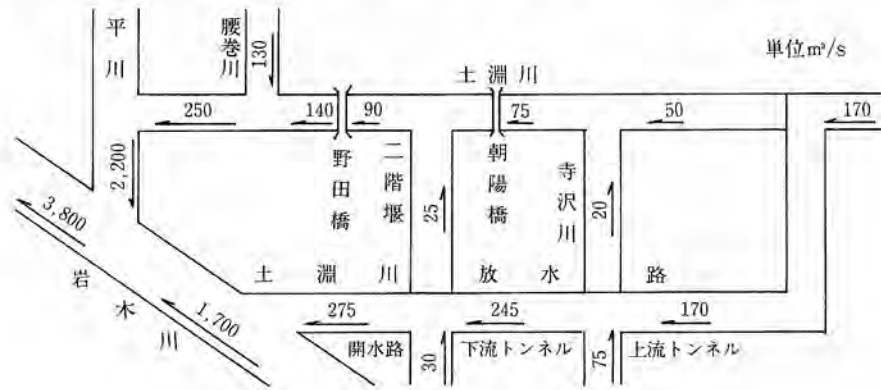 平川
腰巻川
130
土淵川
単位m³/s
250
140
90
75
50
170
2,200
野田橋
二階堰
25
朝陽橋
寺沢川
20
3,800
岩木川
1,700
土淵川放水路
275
245
170
開水路
30
下流トンネル
75
上流トンネル